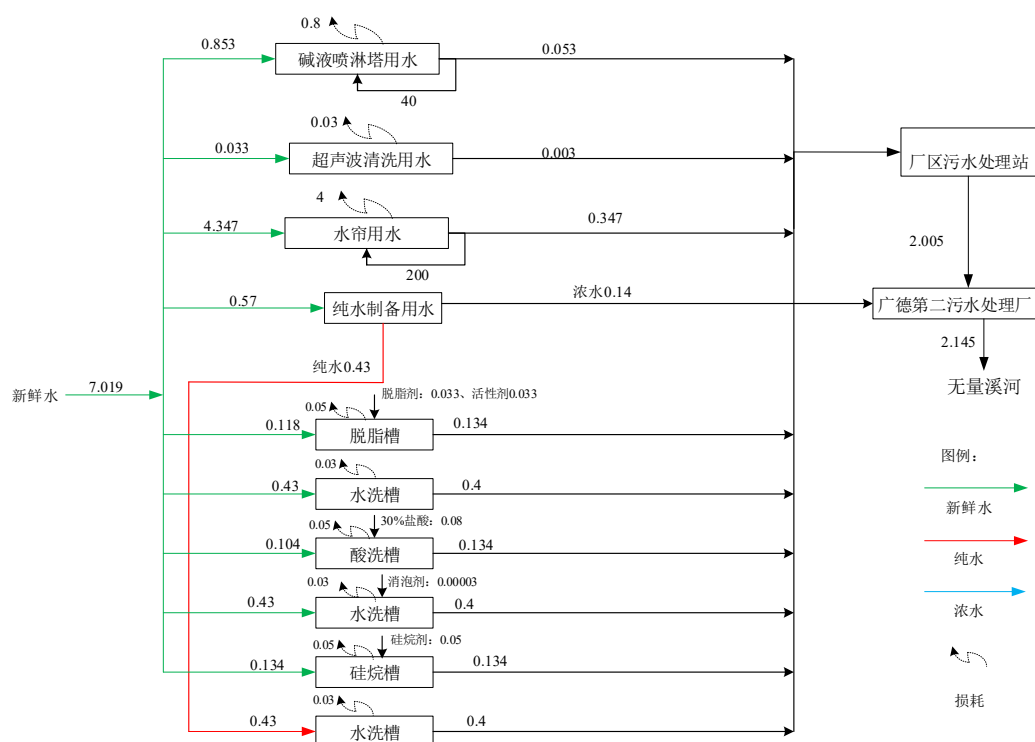 0.8
0.853
碱液喷淋塔用水
0.053
40
0.03
0.033
超声波清洗用水
0.003
厂区污水处理站
4
4.347
水帘用水
0.347
200
2.005
0.57
纯水制备用水
浓水0.14
广德第二污水处理厂
2.145
无量溪河
纯水0.43
新鲜水
7.019
脱脂剂：0.033、活性剂0.033
0.05
0.118
脱脂槽
0.134
0.03
0.43
水洗槽
0.4
30%盐酸：0.08
0.05
0.104
酸洗槽
0.134
消泡剂：0.00003
0.03
0.43
水洗槽
0.4
硅烷剂：0.05
0.05
0.134
硅烷槽
0.134
0.03
0.43
水洗槽
0.4
图例：
新鲜水
纯水
浓水
损耗